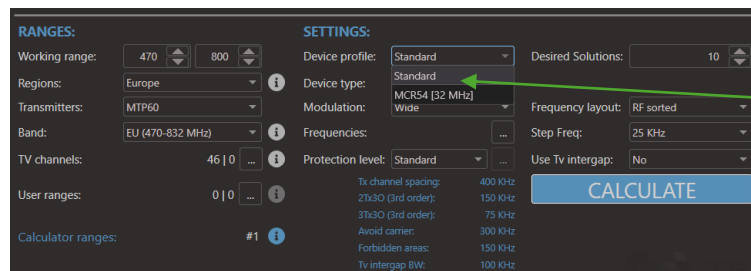 RANGES: SETTINGS:
Working range: 470 800 Device profile: Standard Desired Solutions: 10
Standard
Regions: Europe Device type:
MCR54 [32 MHz]
Transmitters: MTP60 Modulation: Wide Frequency layout: RF sorted
Band: EU (470-832 MHz) Frequencies: ... Step Freq: 25 KHz
TV channels: 46|0 ... Protection level: Standard ... Use Tv intergap: No
Tx channel spacing: 400 KHz
User ranges: 0|0 ... 2Tx3O (3rd order): 150 KHz CALCULATE
3Tx3O (3rd order): 75 KHz
Avoid carrier: 300 KHz
Calculator ranges: #1
Forbidden areas: 150 KHz
Tv intergap BW: 100 KHz